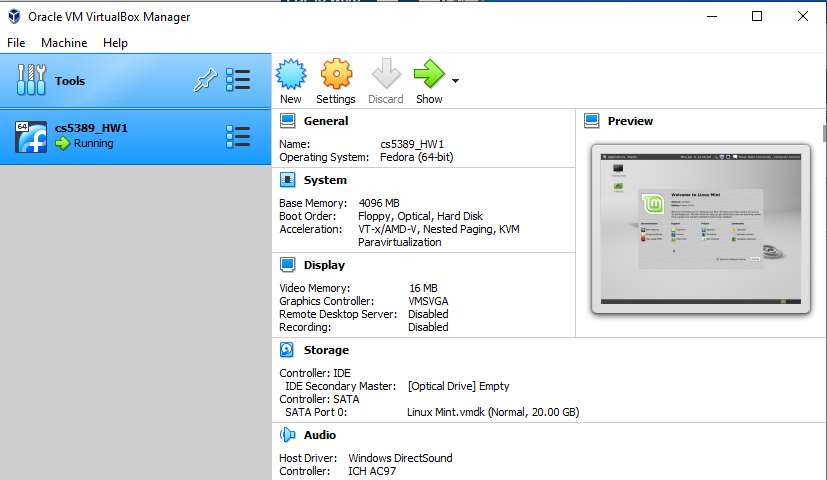 Oracle VM VirtualBox Manager
File Machine Help
Tools
64
cs5389_HW1
Running
New Settings Discard Show
General
Name: cs5389_HW1
Operating System: Fedora (64-bit)
System
Base Memory: 4096 MB
Boot Order: Floppy, Optical, Hard Disk
Acceleration: VT-x/AMD-V, Nested Paging, KVM
Paravirtualization
Display
Video Memory: 16 MB
Graphics Controller: VMSVGA
Remote Desktop Server: Disabled
Recording: Disabled
Preview
Welcome to Linux Mint
Storage
Controller: IDE
IDE Secondary Master: [Optical Drive] Empty
Controller: SATA
SATA Port 0: Linux Mint.vmdk (Normal, 20.00 GB)
Audio
Host Driver: Windows DirectSound
Controller: ICH AC97